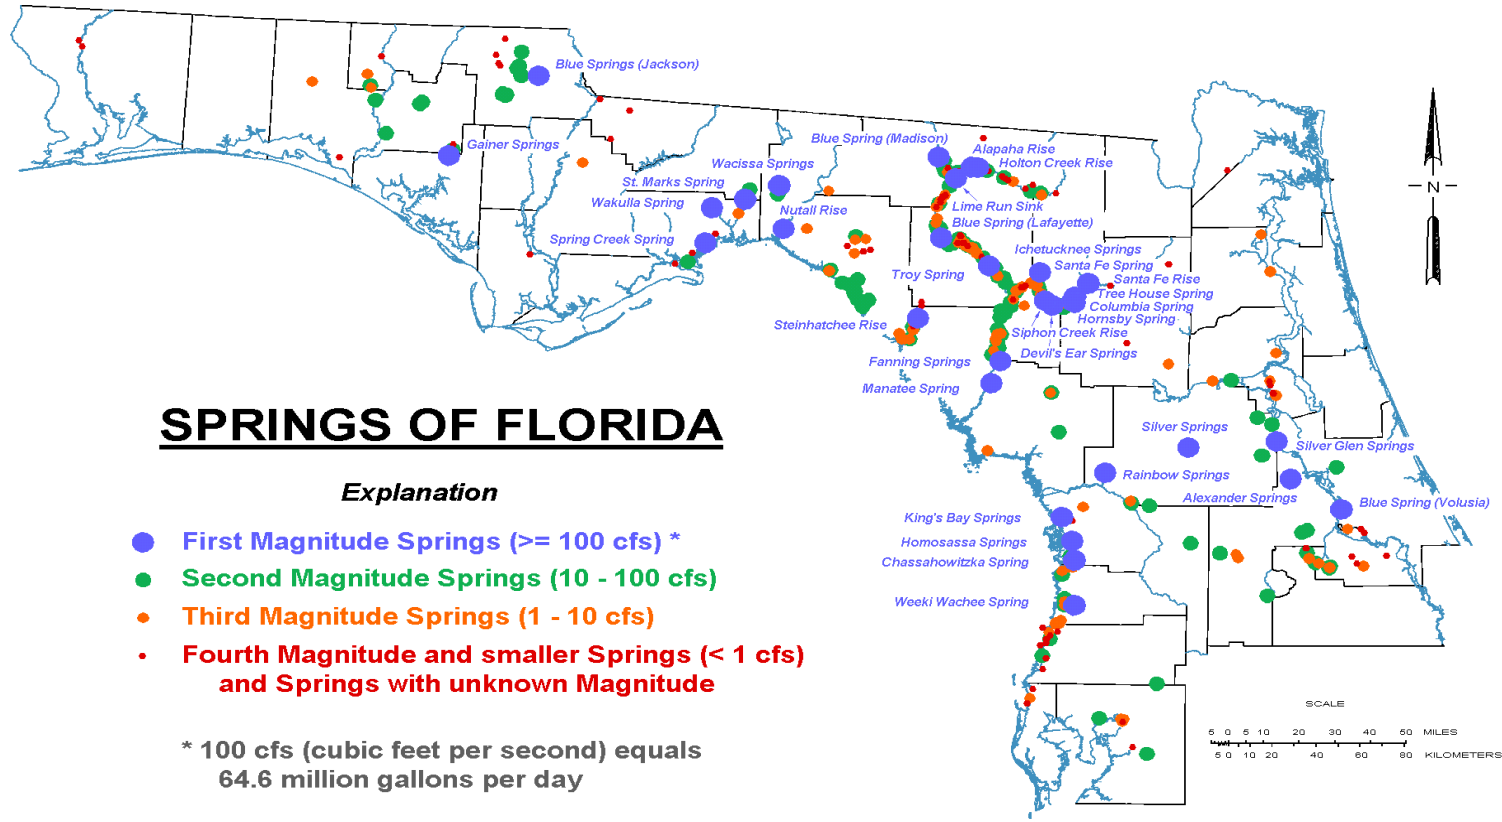 Blue Springs (Jackson)
Gainer Springs
Wacissa Springs
St. Marks Spring
Wakulla Spring
Nutall Rise
Spring Creek Spring
Blue Spring (Madison)
Alapaha Rise
Holton Creek Rise
Lime Run Sink
Blue Spring (Lafayette)
Ichetucknee Springs
Troy Spring
Santa Fe Spring
Santa Fe Rise
Tree House Spring
Columbia Spring
Hornsby Spring
Steinhatchee Rise
Siphon Creek Rise
Devil's Ear Springs
Fanning Springs
Manatee Spring
N
SPRINGS OF FLORIDA
Explanation
First Magnitude Springs (>= 100 cfs) *
Second Magnitude Springs (10 - 100 cfs)
Third Magnitude Springs (1 - 10 cfs)
Fourth Magnitude and smaller Springs (< 1 cfs)
and Springs with unknown Magnitude
* 100 cfs (cubic feet per second) equals
64.6 million gallons per day
Silver Springs
Silver Glen Springs
Rainbow Springs
Alexander Springs
Blue Spring (Volusia)
King's Bay Springs
Homosassa Springs
Chassahowitzka Spring
Weeki Wachee Spring
SCALE
5 0 5 10 20 30 40 50 MILES
5 0 10 20 40 60 80 KILOMETERS